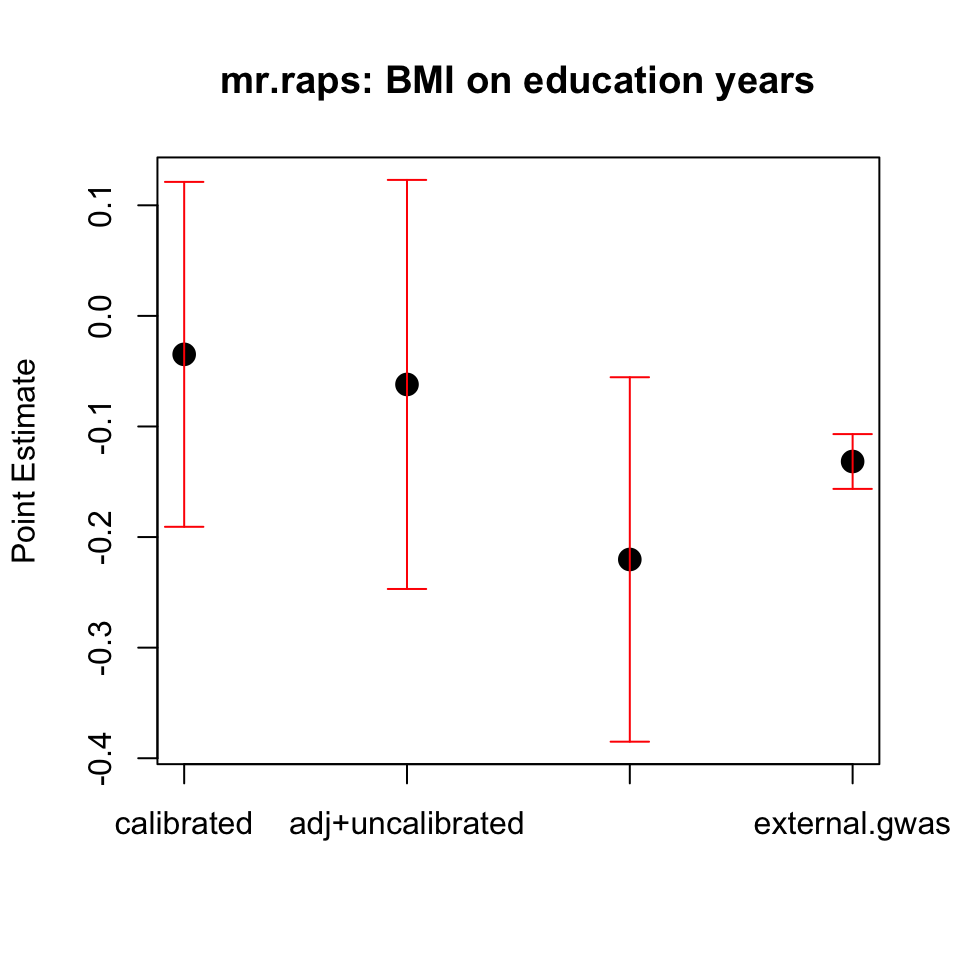 mr.raps: BMI on education years
Point Estimate
0.1
0.0
-0.1
-0.2
-0.3
-0.4
calibrated adj+uncalibrated external.gwas